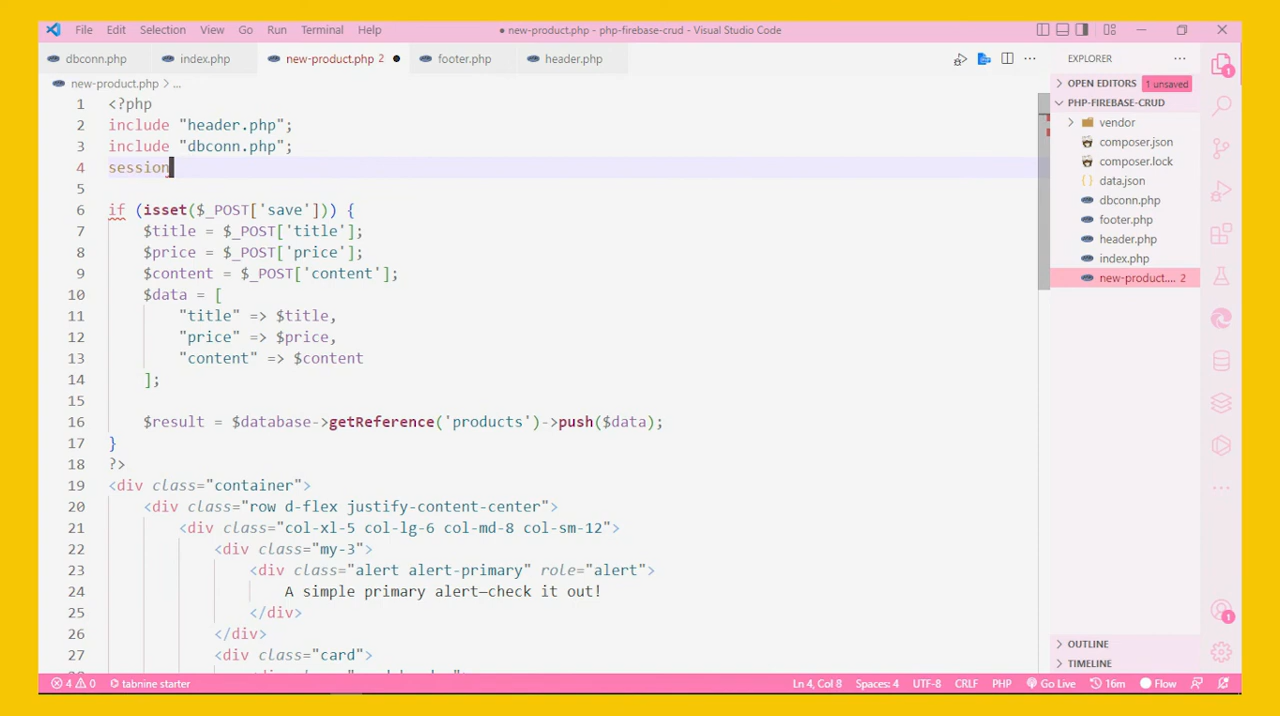 File Edit Selection View Go Run Terminal Help
● new-product.php - php-firebase-crud - Visual Studio Code
dbconn.php index.php new-product.php 2 footer.php header.php
new-product.php > ...
1 <?php
2 include "header.php";
3 include "dbconn.php";
4 session
5
6 if (isset($_POST['save'])) {
7 $title = $_POST['title'];
8 $price = $_POST['price'];
9 $content = $_POST['content'];
10 $data = [
11 "title" => $title,
12 "price" => $price,
13 "content" => $content
14 ];
15
16 $result = $database->getReference('products')->push($data);
17 }
18 ?>
19 <div class="container">
20 <div class="row d-flex justify-content-center">
21 <div class="col-xl-5 col-lg-6 col-md-8 col-sm-12">
22 <div class="my-3">
23 <div class="alert alert-primary" role="alert">
24 A simple primary alert—check it out!
25 </div>
26 </div>
27 <div class="card">
EXPLORER
OPEN EDITORS 1 unsaved
PHP-FIREBASE-CRUD
vendor
composer.json
composer.lock
data.json
dbconn.php
footer.php
header.php
index.php
new-product.... 2
OUTLINE
TIMELINE
1
1
4 0 tabnine starter
Ln 4, Col 8 Spaces: 4 UTF-8 CRLF PHP Go Live 16m Flow